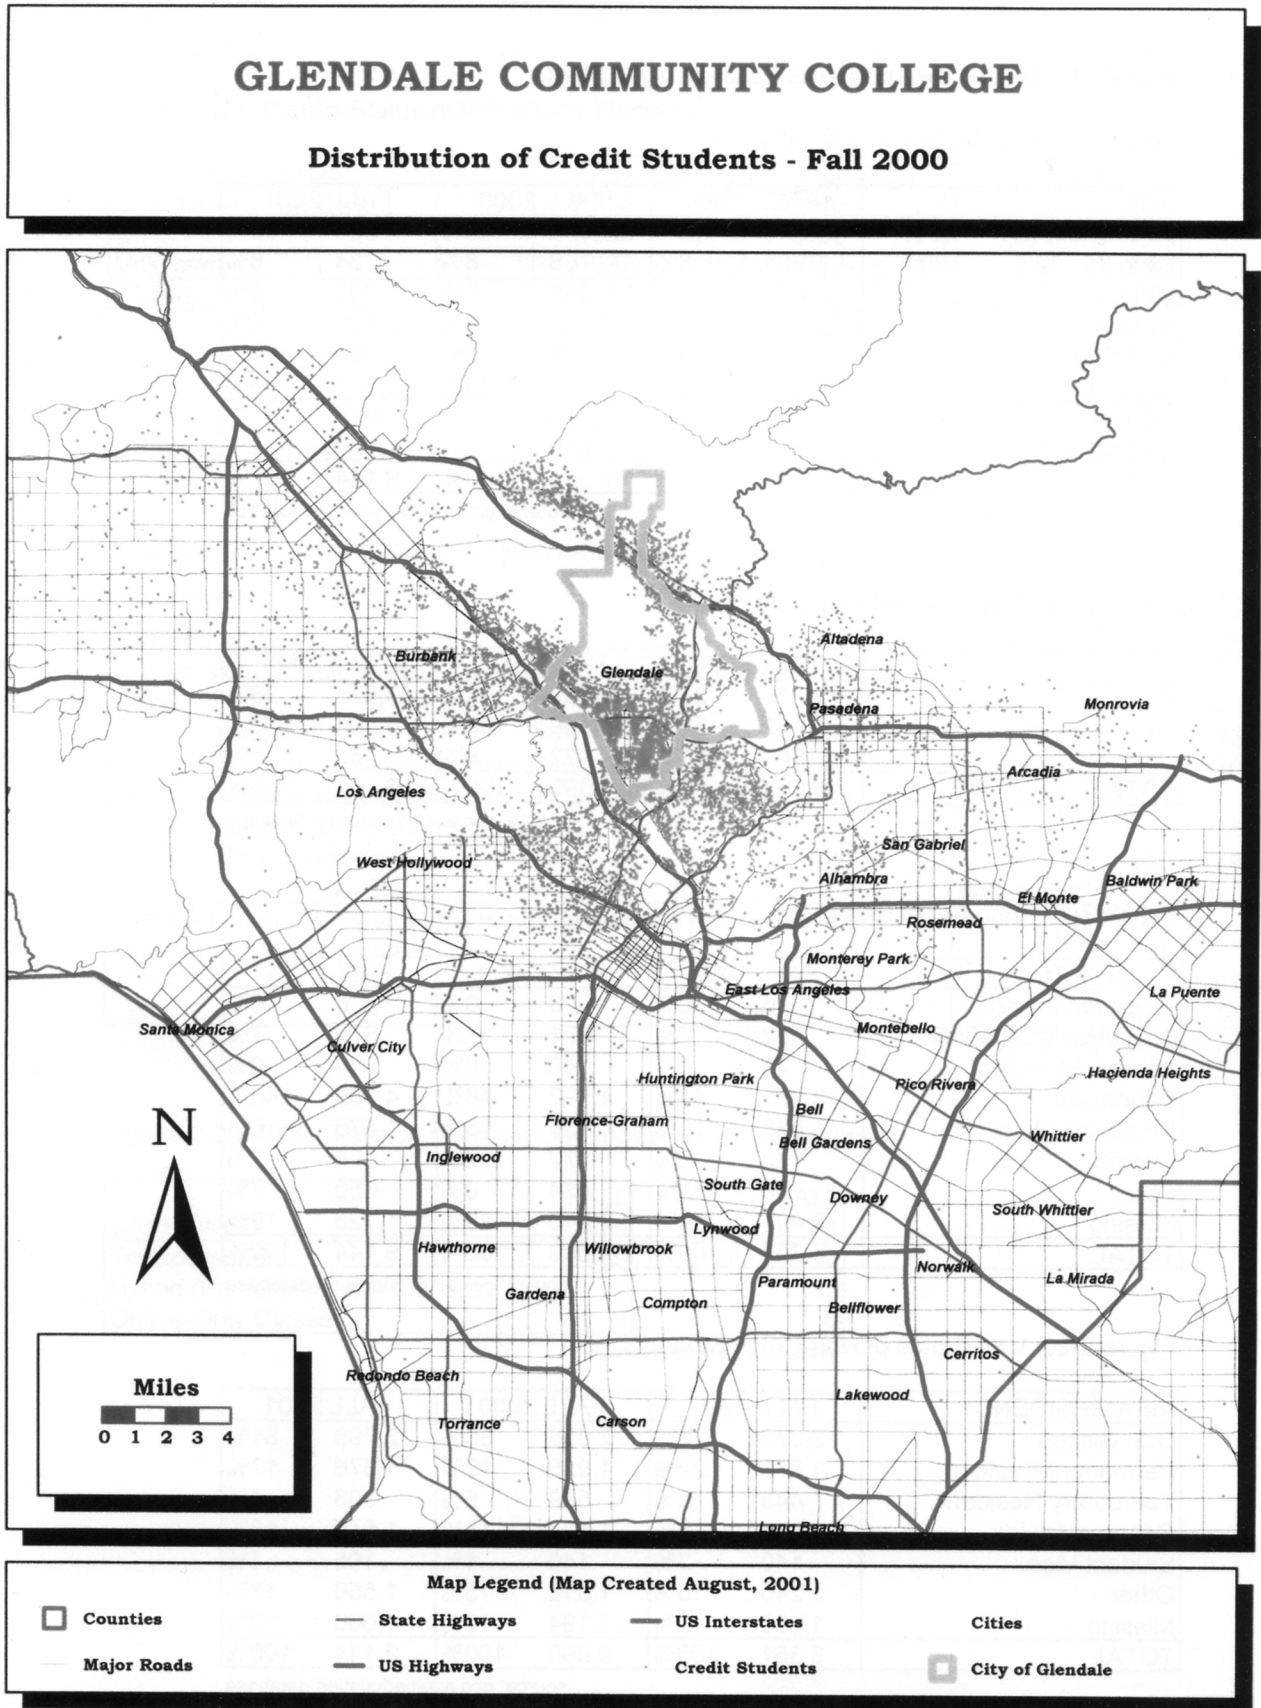 GLENDALE COMMUNITY COLLEGE
Distribution of Credit Students - Fall 2000
Altadena
Burbank
Glendale
Pasadena
Monrovia
Arcadia
Los Angeles
San Gabriel
West Hollywood
Alhambra
Baldwin Park
El Monte
Rosemead
Monterey Park
East Los Angeles
La Puente
Santa Monica
Montebello
Culver City
Huntington Park
Pico Rivera
Hacienda Heights
Bell
Florence-Graham
Bell Gardens
Whittier
Inglewood
South Gate
Downey
South Whittier
Lynwood
Hawthorne
Willowbrook
Norwalk
La Mirada
Paramount
Gardena
Compton
Bellflower
Cerritos
Redondo Beach
Lakewood
Torrance
Carson
Long Beach
N
Miles
0 1 2 3 4
Map Legend (Map Created August, 2001)
Counties
State Highways
US Interstates
Cities
Major Roads
US Highways
Credit Students
City of Glendale